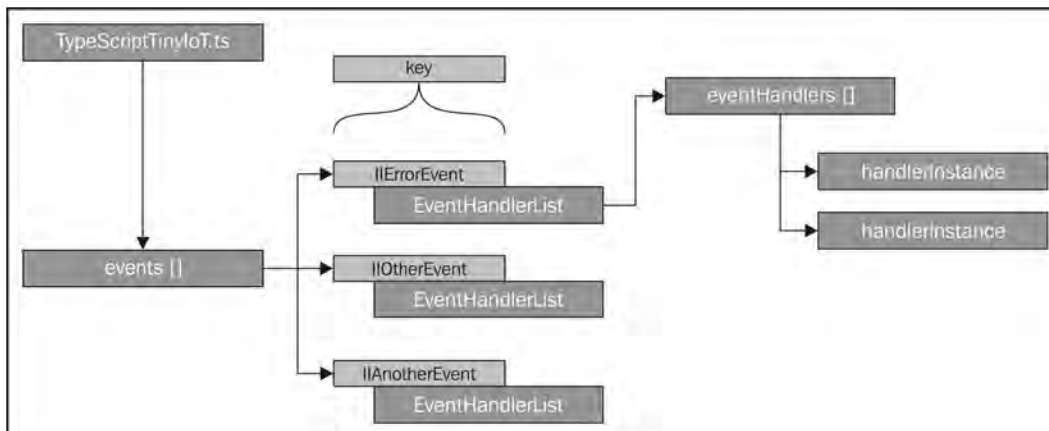 TypeScriptTinyIoT.ts
key
eventHandlers []
IIErrorEvent
EventHandlerList
handlerInstance
handlerInstance
events []
IIOtherEvent
EventHandlerList
IIAnotherEvent
EventHandlerList